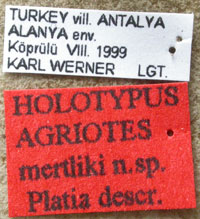 TURKEY vill. ANTALYA
ALANYA env.
Köprülü VIII. 1999
KARL WERNER LGT.
HOLOTYPUS
AGRIOTES
mertliki n.sp.
Platia descr.